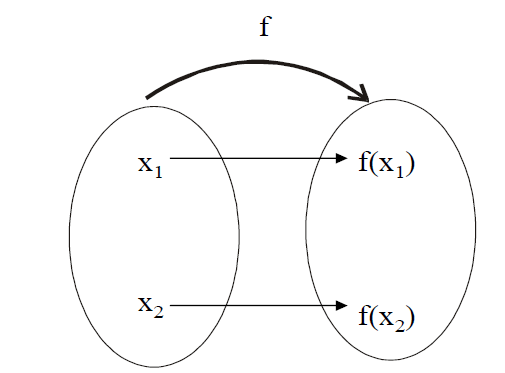 f
x₁ f(x₁)
x₂ f(x₂)